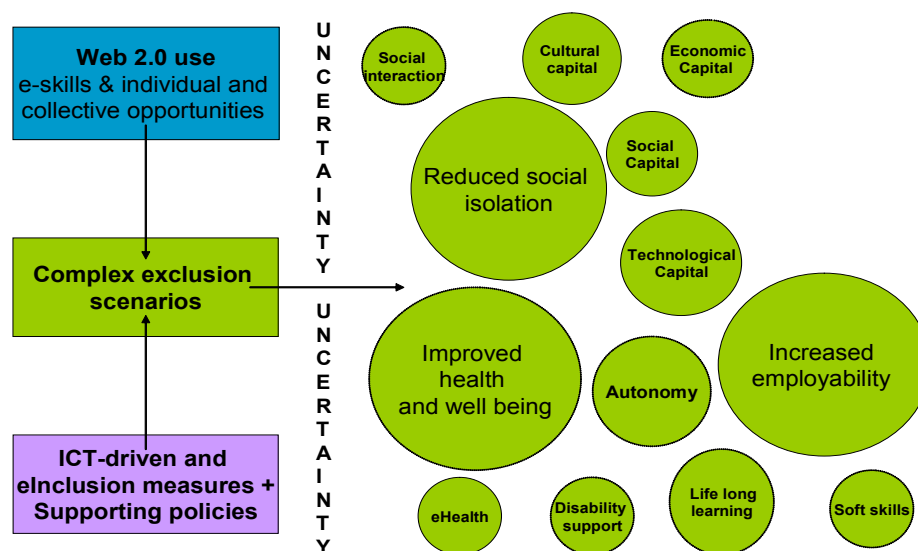 Web 2.0 use
e-skills & individual and
collective opportunities
Complex exclusion
scenarios
ICT-driven and
eInclusion measures +
Supporting policies
U
N
C
E
R
T
A
I
N
T
Y
U
N
C
E
R
T
A
I
N
T
Y
Social
interaction
Cultural
capital
Economic
Capital
Reduced social
isolation
Social
Capital
Technological
Capital
Improved
health
and well being
Autonomy
Increased
employability
eHealth
Disability
support
Life long
learning
Soft skills